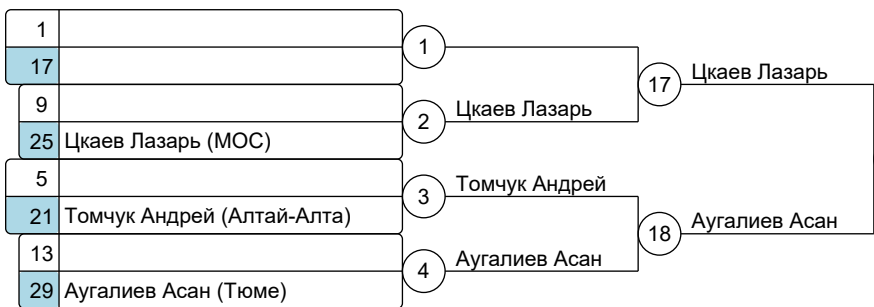 1
17
1
17
Цкаев Лазарь
9
2
Цкаев Лазарь
25
Цкаев Лазарь (МОС)
5
3
Томчук Андрей
21
Томчук Андрей (Алтай-Алта)
18
Аугалиев Асан
13
4
Аугалиев Асан
29
Аугалиев Асан (Тюме)